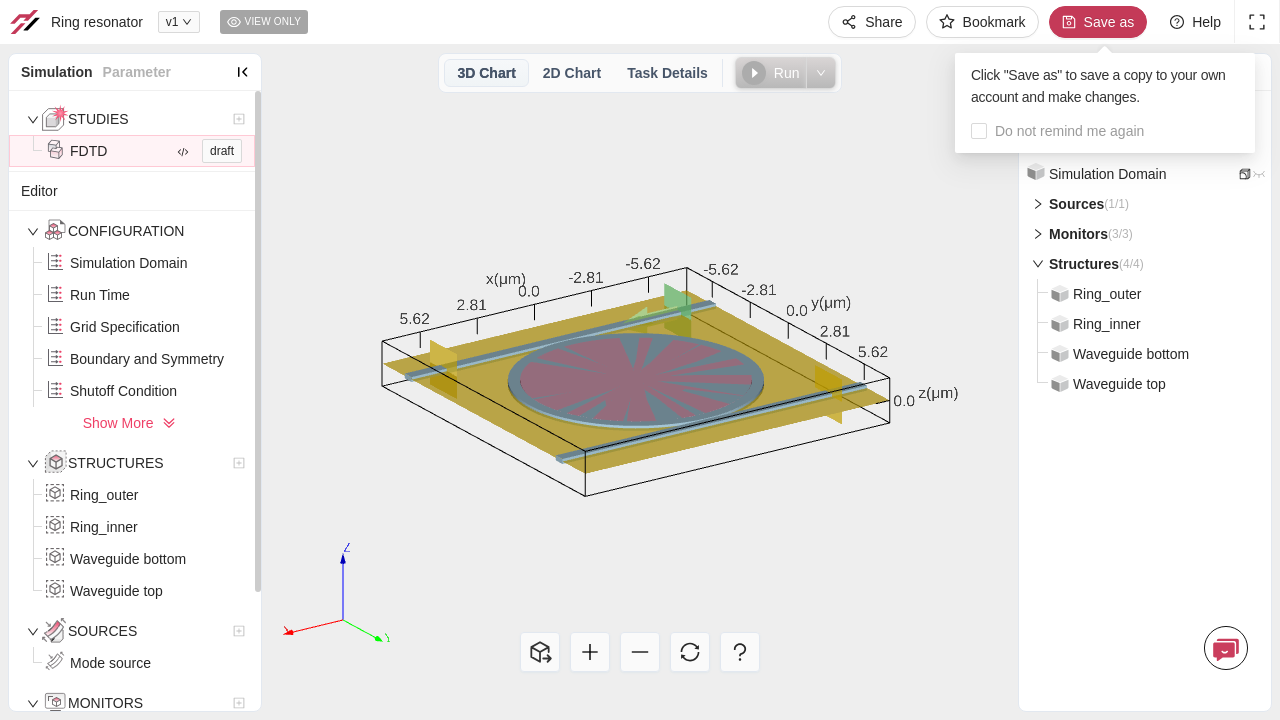 Ring resonator
v1
VIEW ONLY
Share
Bookmark
Save as
Help
Simulation
Parameter
3D Chart
2D Chart
Task Details
Run
Click "Save as" to save a copy to your own
account and make changes.
Do not remind me again
STUDIES
FDTD
draft
Editor
CONFIGURATION
Simulation Domain
Run Time
Grid Specification
Boundary and Symmetry
Shutoff Condition
Show More
STRUCTURES
Ring_outer
Ring_inner
Waveguide bottom
Waveguide top
SOURCES
Mode source
MONITORS
x(μm)
5.62
2.81
0.0
-2.81
-5.62
-5.62
-2.81
0.0
y(μm)
2.81
5.62
0.0
z(μm)
Z
X
Y
Simulation Domain
Sources(1/1)
Monitors(3/3)
Structures(4/4)
Ring_outer
Ring_inner
Waveguide bottom
Waveguide top